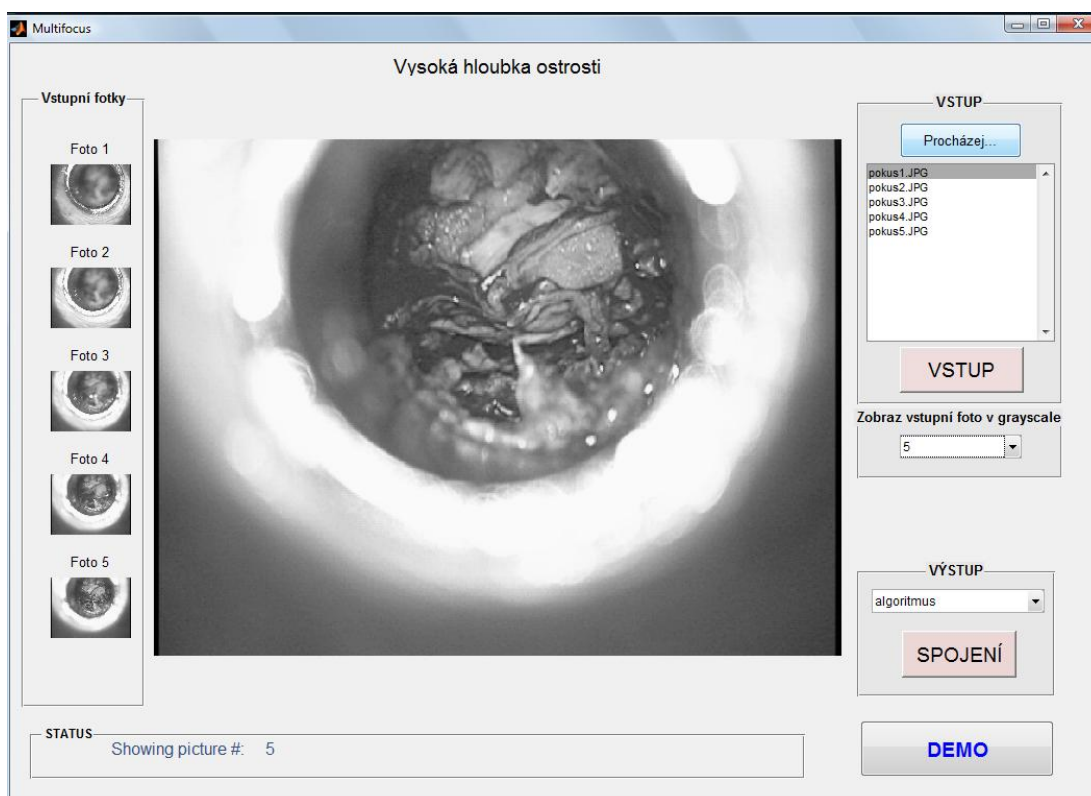 Multifocus
Vysoká hloubka ostrosti
Vstupní fotky
Foto 1
Foto 2
Foto 3
Foto 4
Foto 5
VSTUP
Procházej...
pokus1.JPG
pokus2.JPG
pokus3.JPG
pokus4.JPG
pokus5.JPG
VSTUP
Zobraz vstupní foto v grayscale
5
VÝSTUP
algoritmus
SPOJENÍ
STATUS
Showing picture #: 5
DEMO